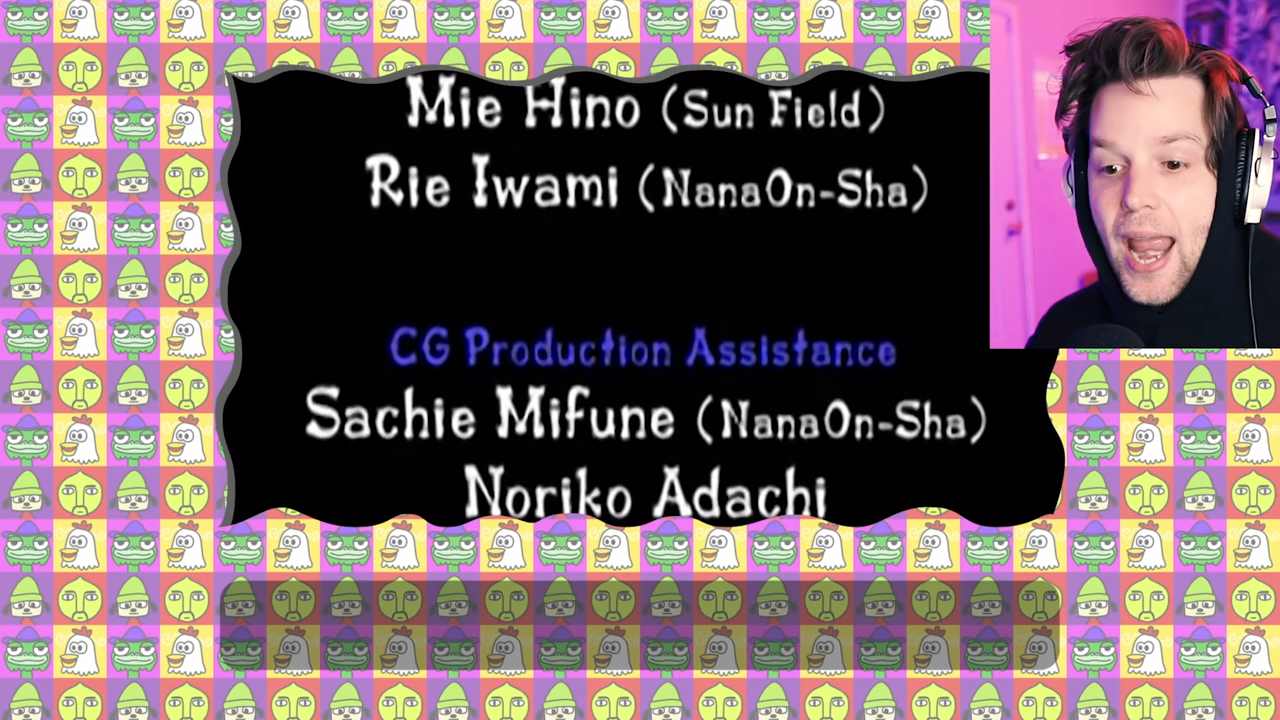 Mie Hino (Sun Field)
Rie Iwami (NanaOn-Sha)
CG Production Assistance
Sachie Mifune (NanaOn-Sha)
Noriko Adachi